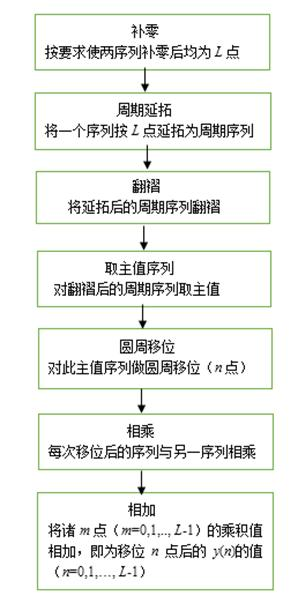 补零
按要求使两序列补零后均为 L 点
周期延拓
将一个序列按 L 点延拓为周期序列
翻褶
将延拓后的周期序列翻褶
取主值序列
对翻褶后的周期序列取主值
圆周移位
对此主值序列做圆周移位（n 点）
相乘
每次移位后的序列与另一序列相乘
相加
将诸 m 点（m=0,1,.., L-1）的乘积值
相加，即为移位 n 点后的 y(n)的值
（n=0,1,…, L-1）